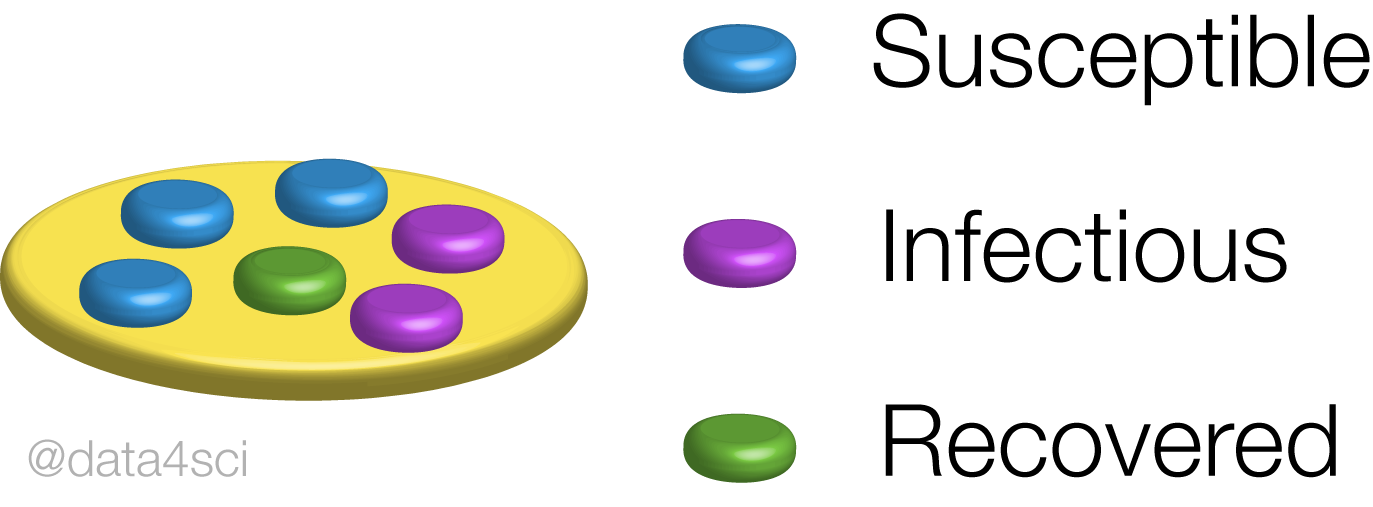 Susceptible
Infectious
Recovered
@data4sci